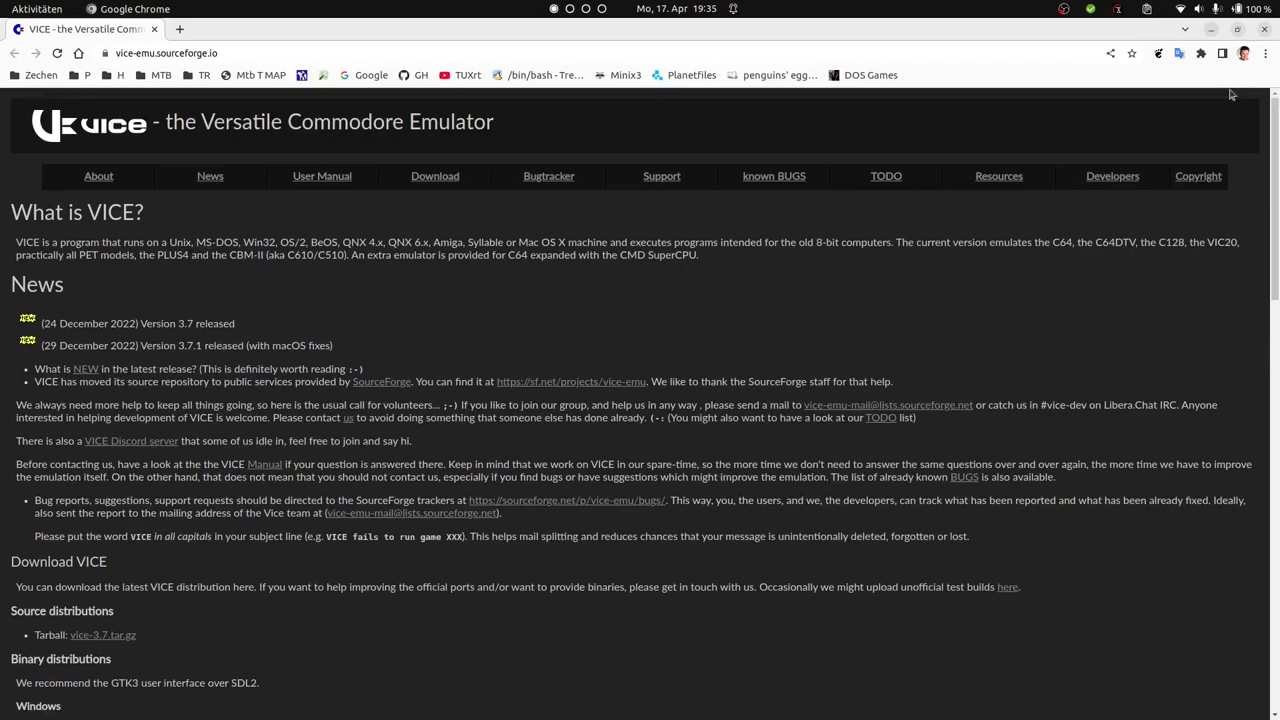 Aktivitäten Google Chrome Mo, 17. Apr 19:35 100 %
VICE - the Versatile Comm
vice-emu.sourceforge.io
Zechen P H MTB TR Mtb T MAP Google GH TUXrt /bin/bash - Tre... Minix3 Planetfiles penguins' egg... DOS Games
VICE - the Versatile Commodore Emulator
About News User Manual Download Bugtracker Support known BUGS TODO Resources Developers Copyright
What is VICE?
VICE is a program that runs on a Unix, MS-DOS, Win32, OS/2, BeOS, QNX 4.x, QNX 6.x, Amiga, Syllable or Mac OS X machine and executes programs intended for the old 8-bit computers. The current version emulates the C64, the C64DTV, the C128, the VIC20,
practically all PET models, the PLUS4 and the CBM-II (aka C610/C510). An extra emulator is provided for C64 expanded with the CMD SuperCPU.
News
(24 December 2022) Version 3.7 released
(29 December 2022) Version 3.7.1 released (with macOS fixes)
• What is NEW in the latest release? (This is definitely worth reading :-)
• VICE has moved its source repository to public services provided by SourceForge. You can find it at https://sf.net/projects/vice-emu. We like to thank the SourceForge staff for that help.
We always need more help to keep all things going, so here is the usual call for volunteers... ;-) If you like to join our group, and help us in any way , please send a mail to vice-emu-mail@lists.sourceforge.net or catch us in #vice-dev on Libera.Chat IRC. Anyone
interested in helping development of VICE is welcome. Please contact us to avoid doing something that someone else has done already. (-: (You might also want to have a look at our TODO list)
There is also a VICE Discord server that some of us idle in, feel free to join and say hi.
Before contacting us, have a look at the the VICE Manual if your question is answered there. Keep in mind that we work on VICE in our spare-time, so the more time we don't need to answer the same questions over and over again, the more time we have to improve
the emulation itself. On the other hand, that does not mean that you should not contact us, especially if you find bugs or have suggestions which might improve the emulation. The list of already known BUGS is also available.
• Bug reports, suggestions, support requests should be directed to the SourceForge trackers at https://sourceforge.net/p/vice-emu/bugs/. This way, you, the users, and we, the developers, can track what has been reported and what has been already fixed. Ideally,
also sent the report to the mailing address of the Vice team at (vice-emu-mail@lists.sourceforge.net).
Please put the word VICE in all capitals in your subject line (e.g. VICE fails to run game XXX). This helps mail splitting and reduces chances that your message is unintentionally deleted, forgotten or lost.
Download VICE
You can download the latest VICE distribution here. If you want to help improving the official ports and/or want to provide binaries, please get in touch with us. Occasionally we might upload unofficial test builds here.
Source distributions
• Tarball: vice-3.7.tar.gz
Binary distributions
We recommend the GTK3 user interface over SDL2.
Windows